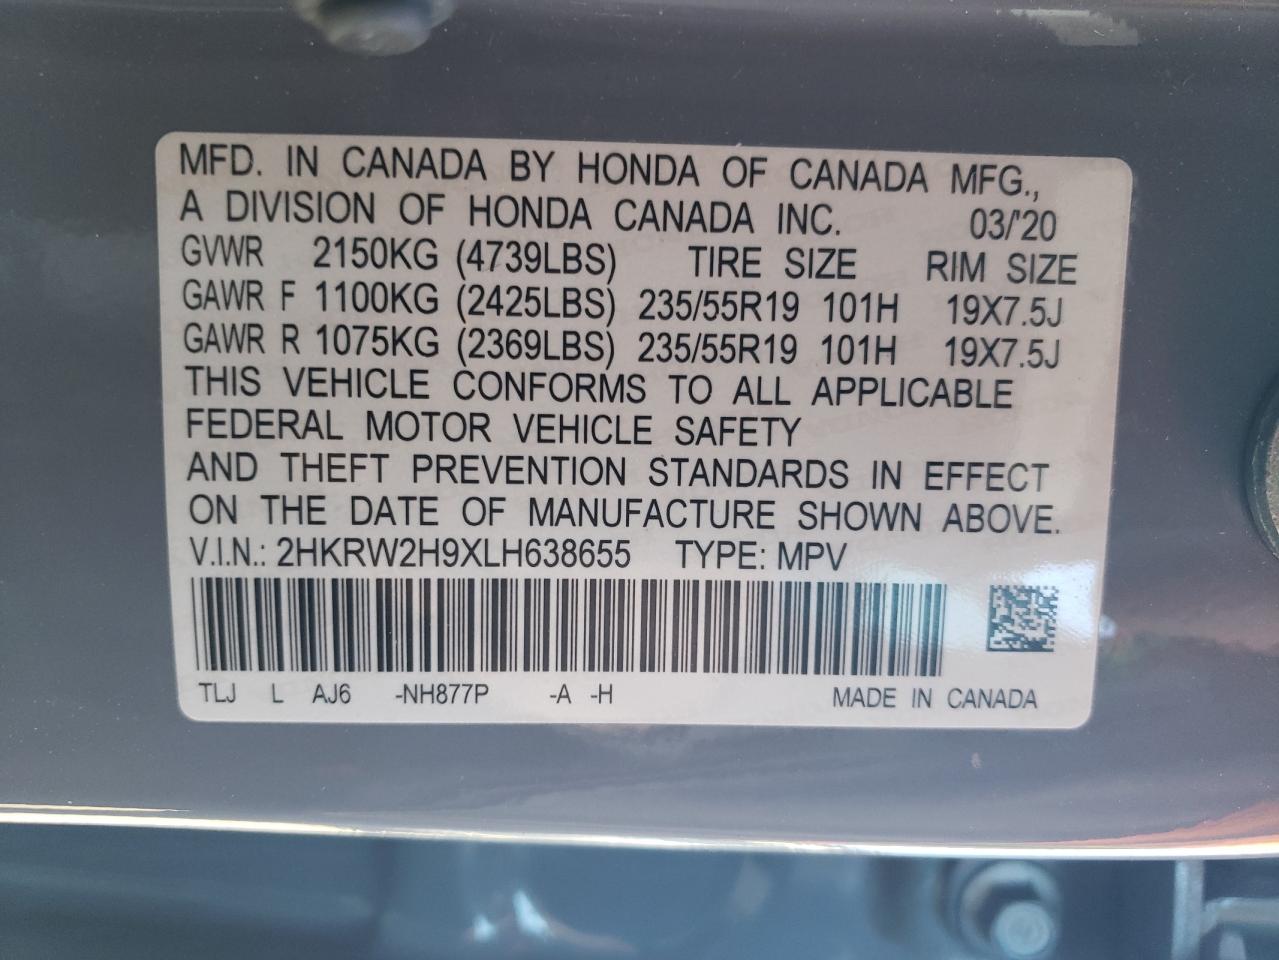 MFD. IN CANADA BY HONDA OF CANADA MFG.,
A DIVISION OF HONDA CANADA INC. 03/'20
GVWR 2150KG (4739LBS) TIRE SIZE RIM SIZE
GAWR F 1100KG (2425LBS) 235/55R19 101H 19X7.5J
GAWR R 1075KG (2369LBS) 235/55R19 101H 19X7.5J
THIS VEHICLE CONFORMS TO ALL APPLICABLE
FEDERAL MOTOR VEHICLE SAFETY
AND THEFT PREVENTION STANDARDS IN EFFECT
ON THE DATE OF MANUFACTURE SHOWN ABOVE.
V.I.N.: 2HKRW2H9XLH638655 TYPE: MPV
TLJ L AJ6 -NH877P -A -H MADE IN CANADA